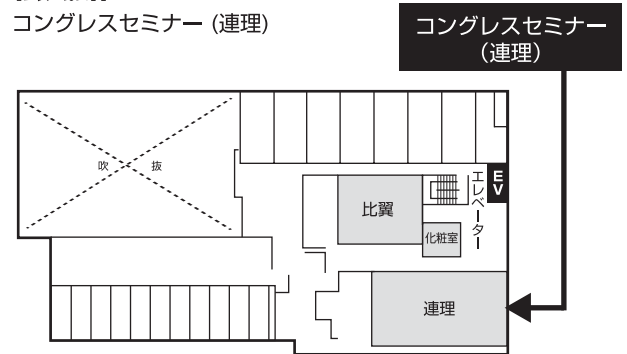 コングレスセミナー (連理)
コングレスセミナー
（連理）
吹 抜
比翼
化粧室
エレベーター
EV
連理